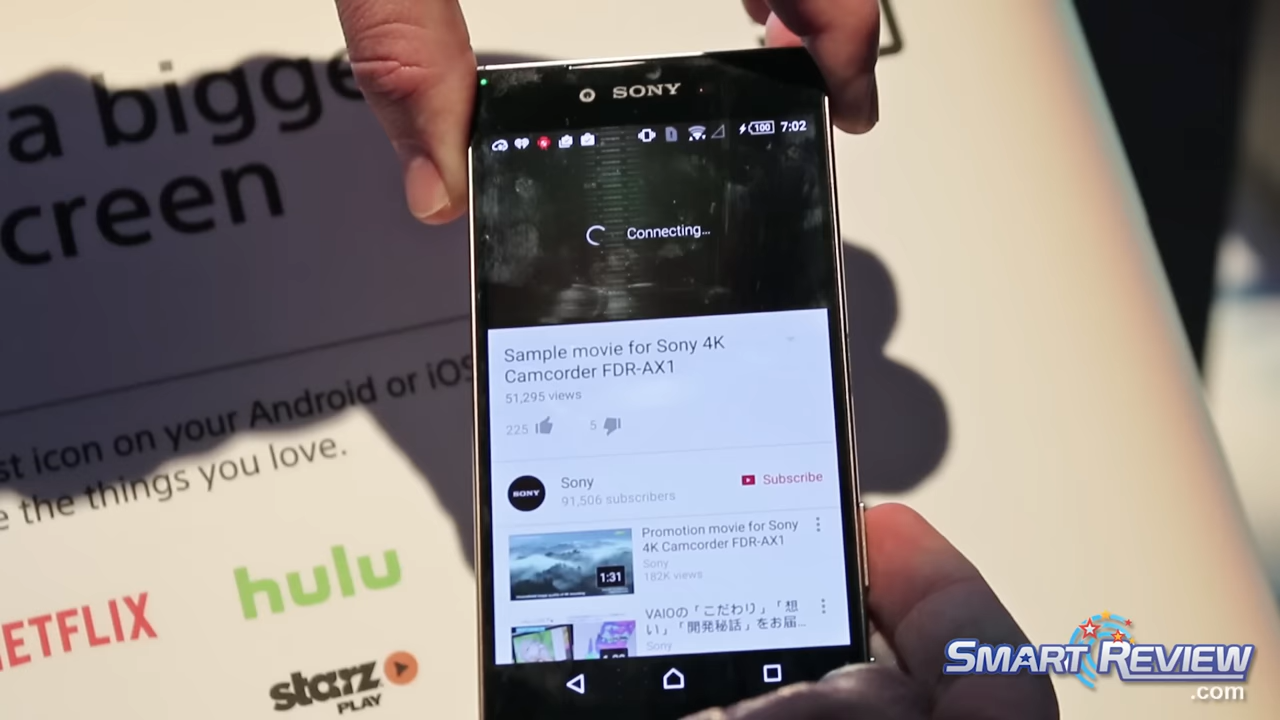 a bigge
creen
st icon on your Android or iOS
e the things you love.
ETFLIX
hulu
starz
PLAY
SONY
100 7:02
Connecting...
Sample movie for Sony 4K
Camcorder FDR-AX1
51,295 views
225 5
SONY
Sony
91,506 subscribers
Subscribe
Promotion movie for Sony
4K Camcorder FDR-AX1
Sony
182K views
1:31
VAIOの「こだわり」「想
い」「開発秘話」をお届...
Sony
SMART REVIEW
.com